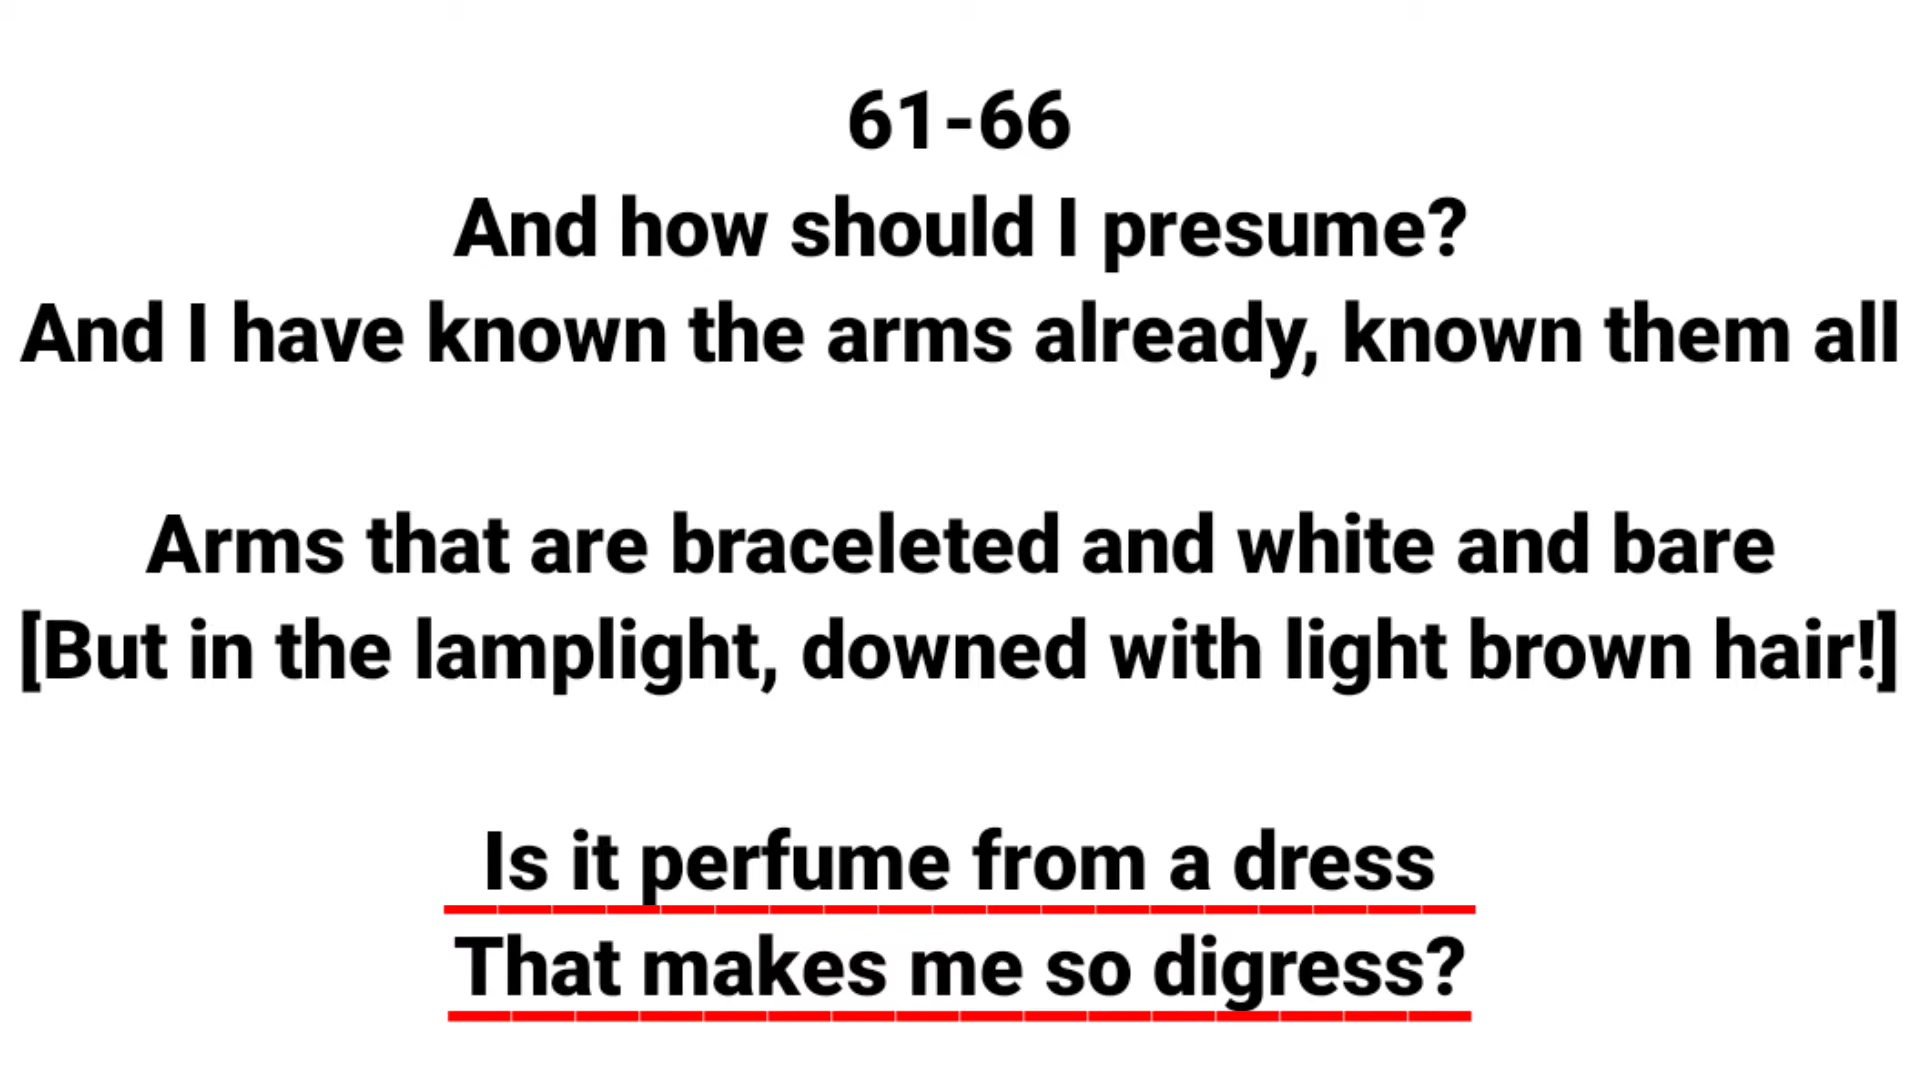 61-66
And how should I presume?
And I have known the arms already, known them all
Arms that are braceleted and white and bare
[But in the lamplight, downed with light brown hair!]
Is it perfume from a dress
That makes me so digress?